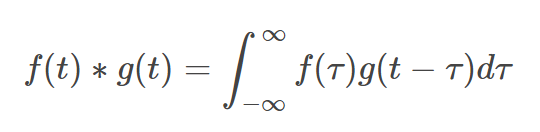 f(t) ∗ g(t) = ∫_{−∞}^{∞} f(τ)g(t − τ)dτ